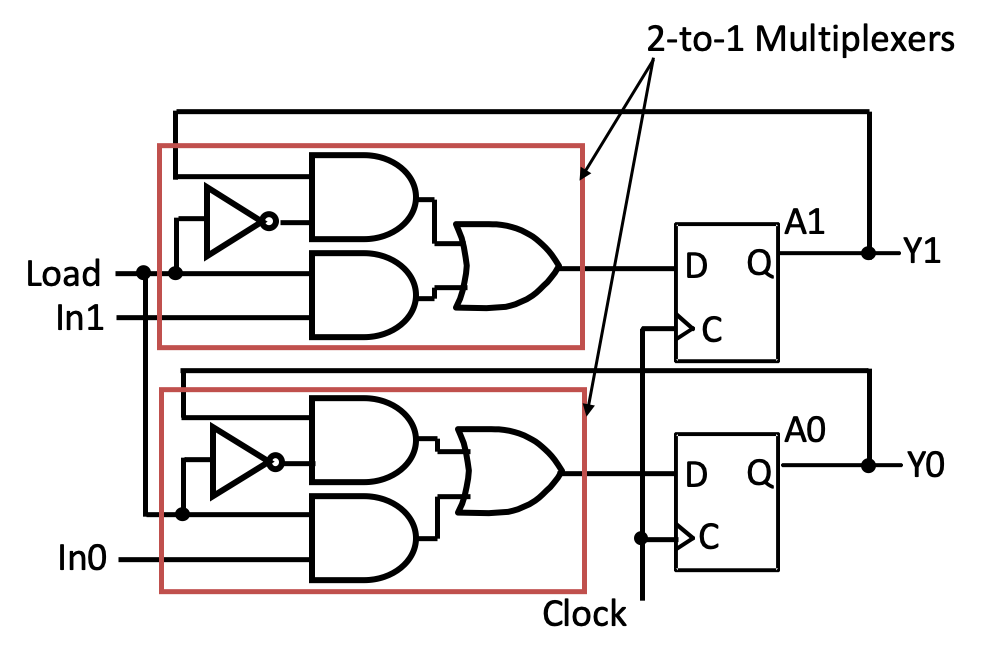 2-to-1 Multiplexers
A1
D
Q
Y1
Load
In1
C
A0
D
Q
Y0
C
In0
Clock